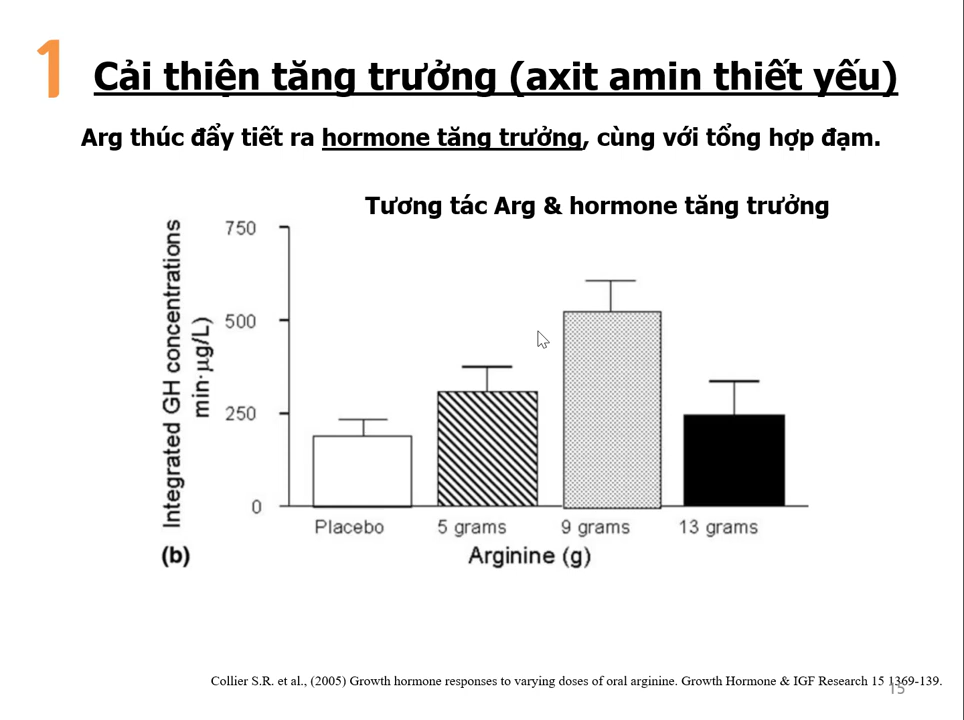 1
Cải thiện tăng trưởng (axit amin thiết yếu)
Arg thúc đẩy tiết ra hormone tăng trưởng, cùng với tổng hợp đạm.
Tương tác Arg & hormone tăng trưởng
Integrated GH concentrations
min·µg/L)
750
500
250
0
Placebo
5 grams
9 grams
13 grams
(b)
Arginine (g)
Collier S.R. et al., (2005) Growth hormone responses to varying doses of oral arginine. Growth Hormone & IGF Research 15 1369-139.
15